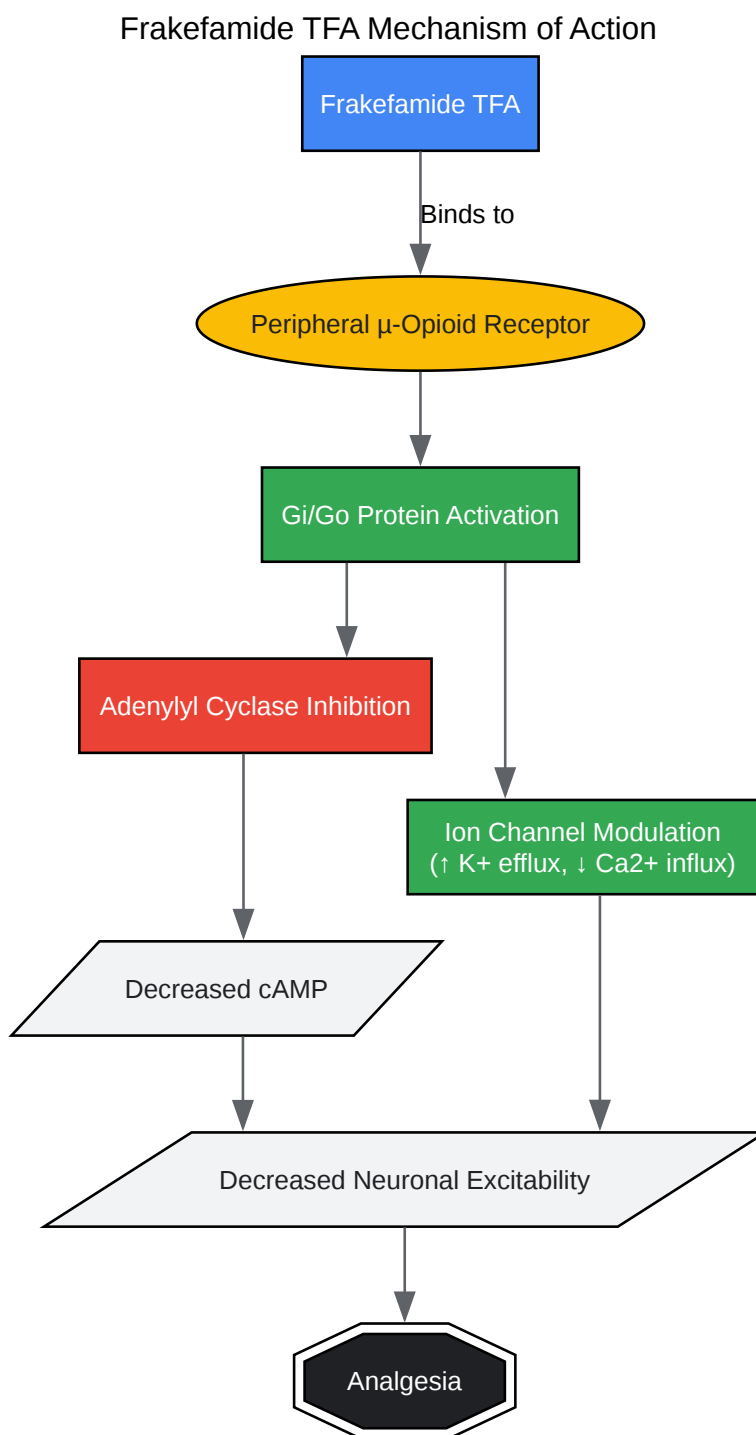 Frakefamide TFA Mechanism of Action
Frakefamide TFA
Binds to
Peripheral µ-Opioid Receptor
Gi/Go Protein Activation
Adenylyl Cyclase Inhibition
Ion Channel Modulation
(↑ K+ efflux, ↓ Ca2+ influx)
Decreased cAMP
Decreased Neuronal Excitability
Analgesia